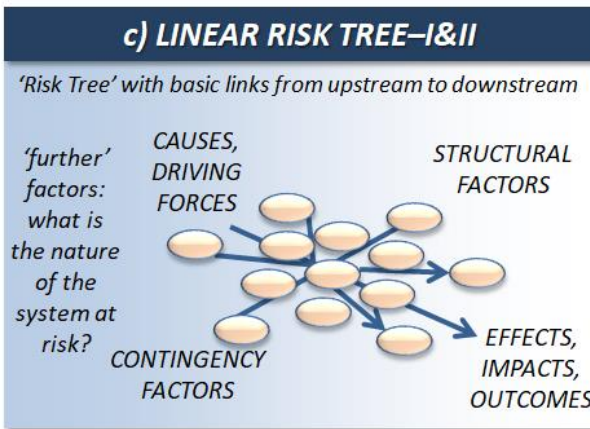 c) LINEAR RISK TREE–I&II
‘Risk Tree’ with basic links from upstream to downstream
‘further’
factors:
what is
the nature
of the
system at
risk?
CAUSES,
DRIVING
FORCES
STRUCTURAL
FACTORS
CONTINGENCY
FACTORS
EFFECTS,
IMPACTS,
OUTCOMES